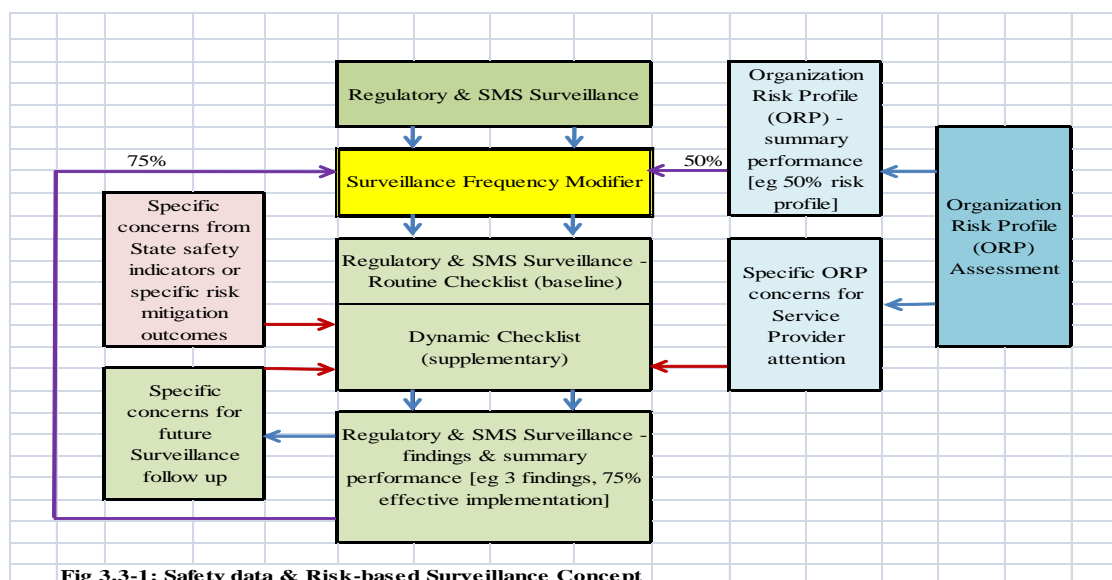 Regulatory & SMS Surveillance
Organization
Risk Profile
(ORP) -
summary
performance
[eg 50% risk
profile]
75%
50%
Surveillance Frequency Modifier
Specific
concerns from
State safety
indicators or
specific risk
mitigation
outcomes
Regulatory & SMS Surveillance -
Routine Checklist (baseline)
Dynamic Checklist
(supplementary)
Specific ORP
concerns for
Service
Provider
attention
Organization
Risk Profile
(ORP)
Assessment
Specific
concerns for
future
Surveillance
follow up
Regulatory & SMS Surveillance -
findings & summary
performance [eg 3 findings, 75%
effective implementation]
Fig 3.3-1: Safety data & Risk-based Surveillance Concept